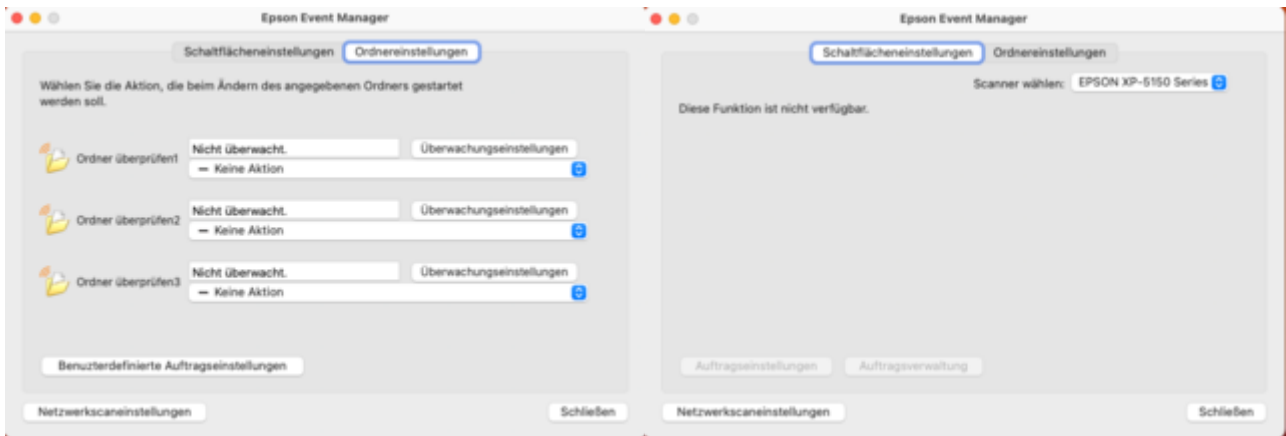 Epson Event Manager
Schaltflächeneinstellungen Ordnereinstellungen
Wählen Sie die Aktion, die beim Ändern des angegebenen Ordners gestartet
werden soll.
Ordner überprüfen1
Nicht überwacht.
Überwachungseinstellungen
— Keine Aktion
Ordner überprüfen2
Nicht überwacht.
Überwachungseinstellungen
— Keine Aktion
Ordner überprüfen3
Nicht überwacht.
Überwachungseinstellungen
— Keine Aktion
Benuzterdefinierte Auftragseinstellungen
Netzwerkscaneinstellungen
Schließen
Epson Event Manager
Schaltflächeneinstellungen Ordnereinstellungen
Scanner wählen: EPSON XP-5150 Series
Diese Funktion ist nicht verfügbar.
Auftragseinstellungen
Auftragsverwaltung
Netzwerkscaneinstellungen
Schließen